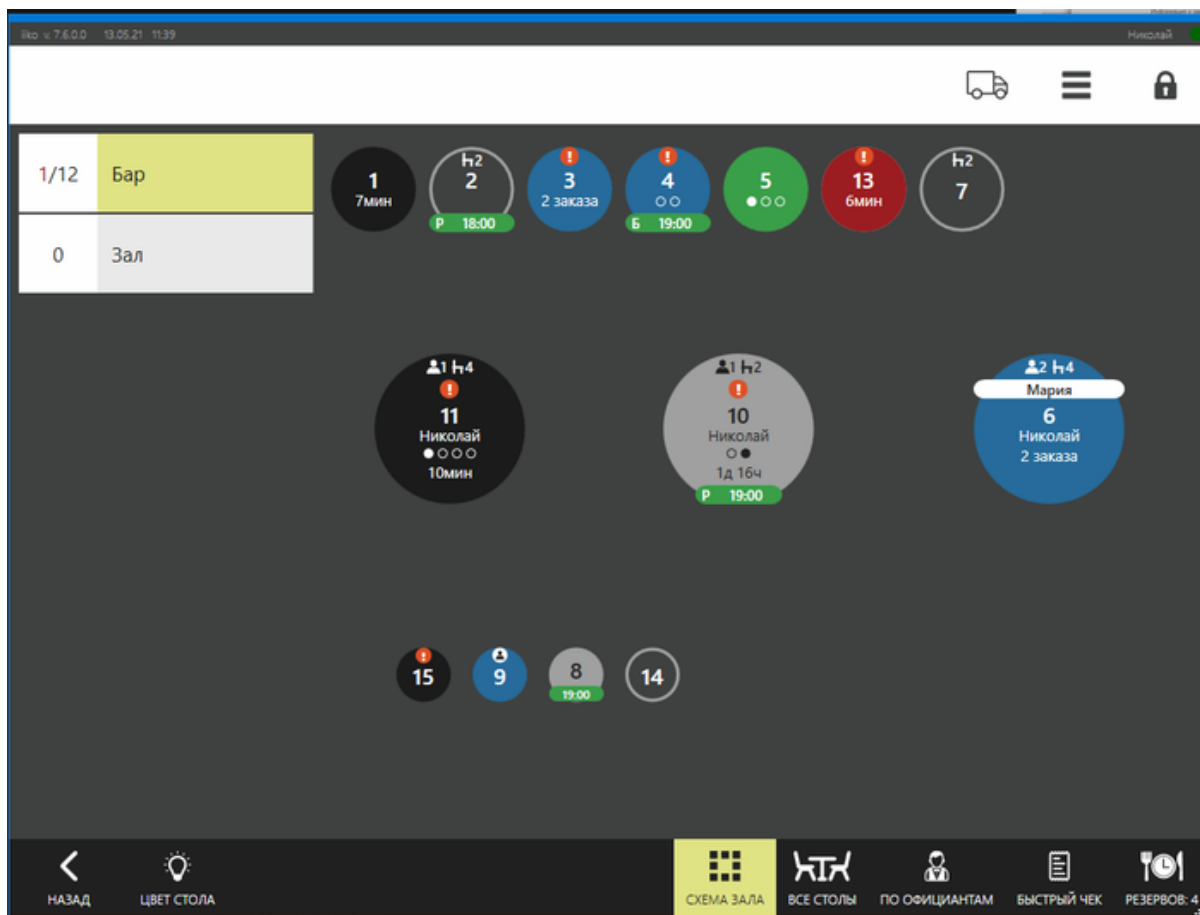 iiko v. 7.6.0.0 13.05.21 11:39
Николай
1/12 Бар
0 Зал
1
7мин
2
2
Р 18:00
!
3
2 заказа
!
4
Б 19:00
5
!
13
6мин
2
7
1 4
!
11
Николай
10мин
1 2
!
10
Николай
1д 16ч
Р 19:00
2 4
Мария
6
Николай
2 заказа
!
15
9
8
19:00
14
НАЗАД
ЦВЕТ СТОЛА
СХЕМА ЗАЛА
ВСЕ СТОЛЫ
ПО ОФИЦИАНТАМ
БЫСТРЫЙ ЧЕК
РЕЗЕРВОВ: 4